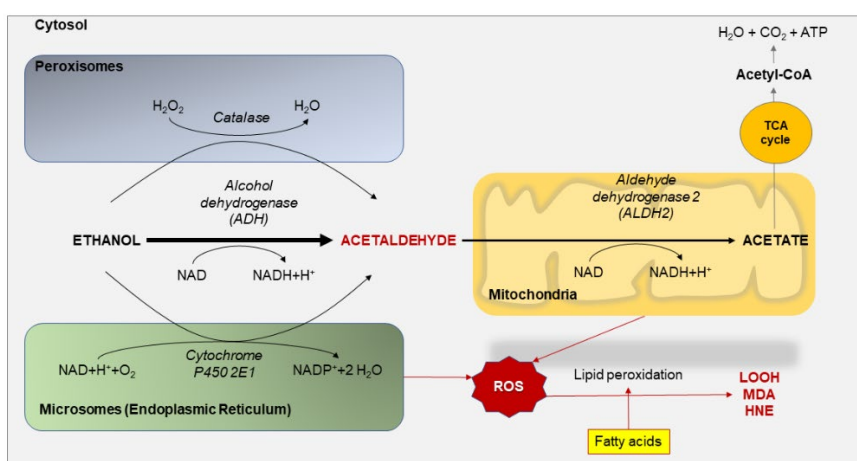 Cytosol
Peroxisomes
H₂O₂
H₂O
Catalase
H₂O + CO₂ + ATP
Acetyl-CoA
TCA
cycle
Alcohol
dehydrogenase
(ADH)
Aldehyde
dehydrogenase 2
(ALDH2)
ETHANOL
ACETALDEHYDE
ACETATE
NAD
NADH+H⁺
NAD
NADH+H⁺
Mitochondria
NAD+H⁺+O₂
Cytochrome
P450 2E1
NADP⁺+2 H₂O
Microsomes (Endoplasmic Reticulum)
ROS
Lipid peroxidation
LOOH
MDA
HNE
Fatty acids